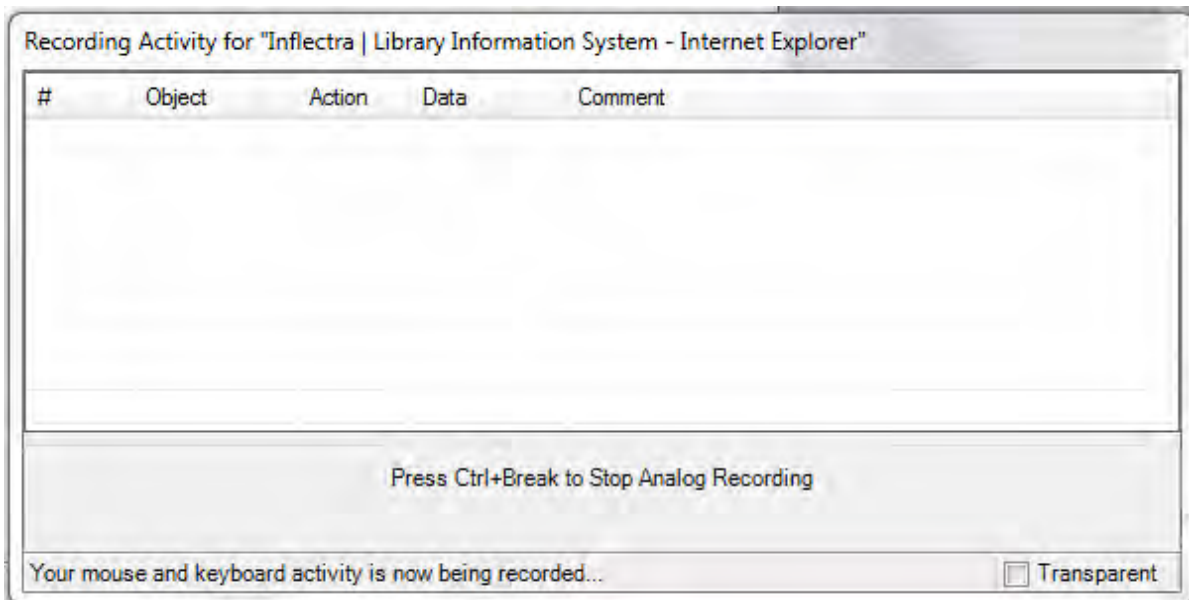 Recording Activity for "Inflectra | Library Information System - Internet Explorer"
# Object Action Data Comment
Press Ctrl+Break to Stop Analog Recording
Your mouse and keyboard activity is now being recorded... Transparent